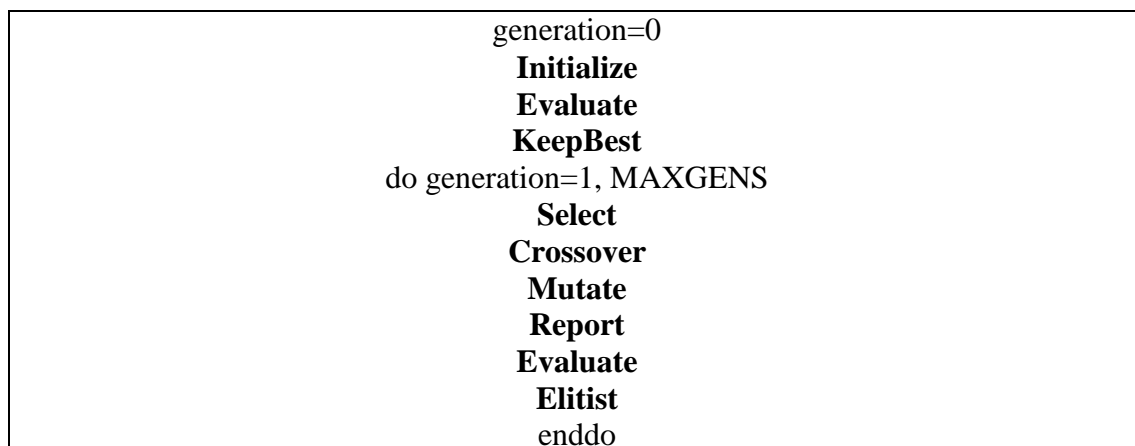 generation=0
Initialize
Evaluate
KeepBest
do generation=1, MAXGENS
Select
Crossover
Mutate
Report
Evaluate
Elitist
enddo